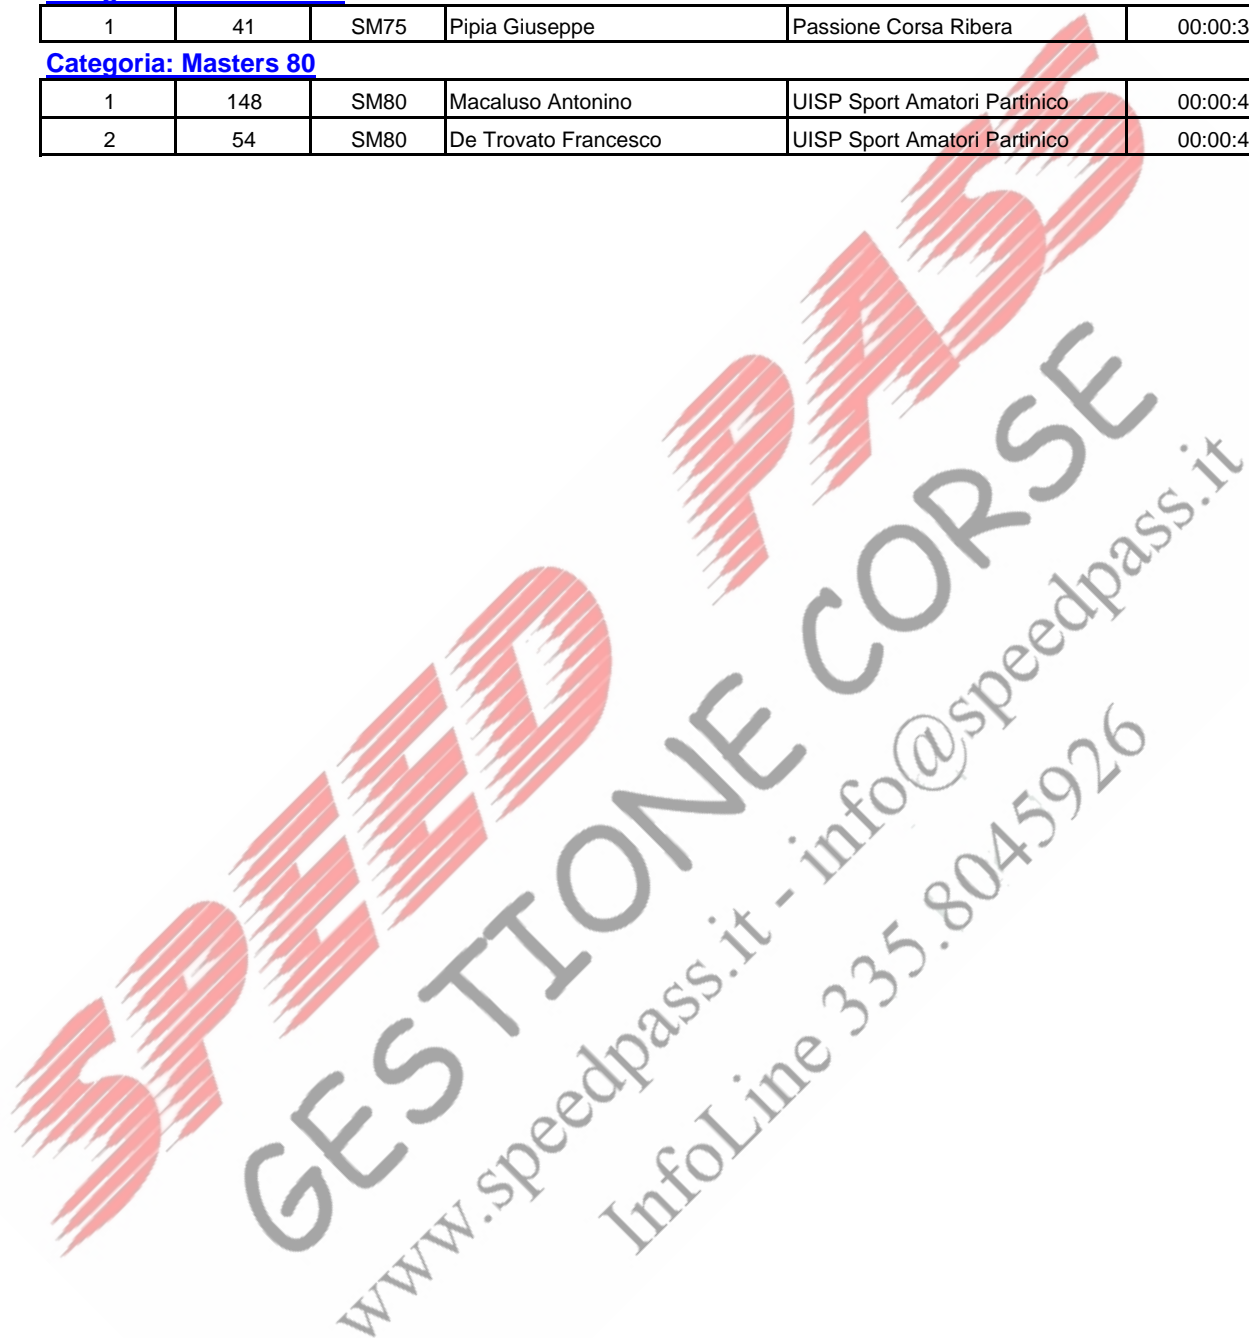 1 41 SM75 Pipia Giuseppe Passione Corsa Ribera 00:00:3
Categoria: Masters 80
1 148 SM80 Macaluso Antonino UISP Sport Amatori Partinico 00:00:4
2 54 SM80 De Trovato Francesco UISP Sport Amatori Partinico 00:00:4
SPEED PASS
GESTIONE CORSE
www.speedpass.it - info@speedpass.it
InfoLine 335.8045926